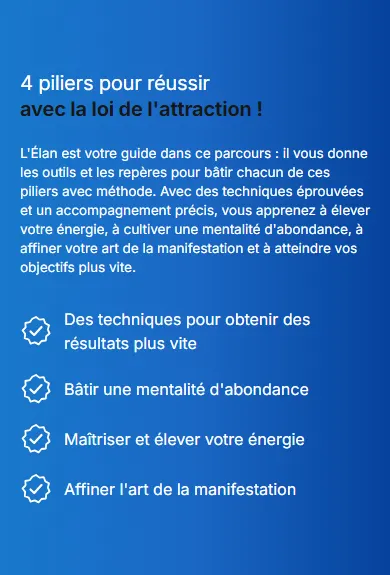 4 piliers pour réussir
avec la loi de l'attraction !
L'Élan est votre guide dans ce parcours : il vous donne
les outils et les repères pour bâtir chacun de ces
piliers avec méthode. Avec des techniques éprouvées
et un accompagnement précis, vous apprenez à élever
votre énergie, à cultiver une mentalité d'abondance, à
affiner votre art de la manifestation et à atteindre vos
objectifs plus vite.
Des techniques pour obtenir des
résultats plus vite
Bâtir une mentalité d'abondance
Maîtriser et élever votre énergie
Affiner l'art de la manifestation